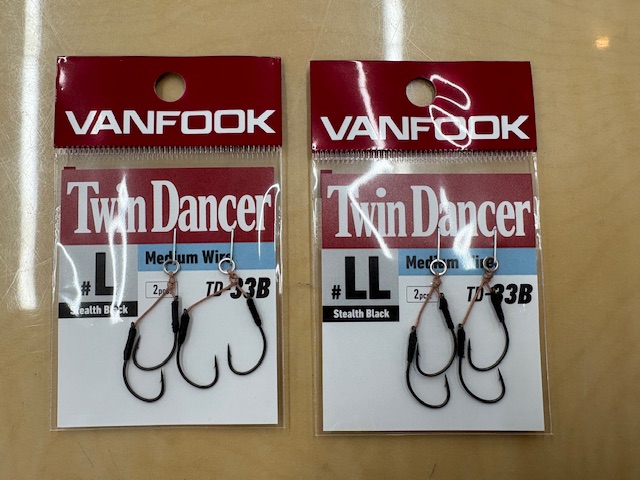 VANFOOK
Twin Dancer
Medium Wire
# L
2pcs
TD-33B
Stealth Black
VANFOOK
Twin Dancer
Medium Wire
# LL
2pcs
TD-33B
Stealth Black